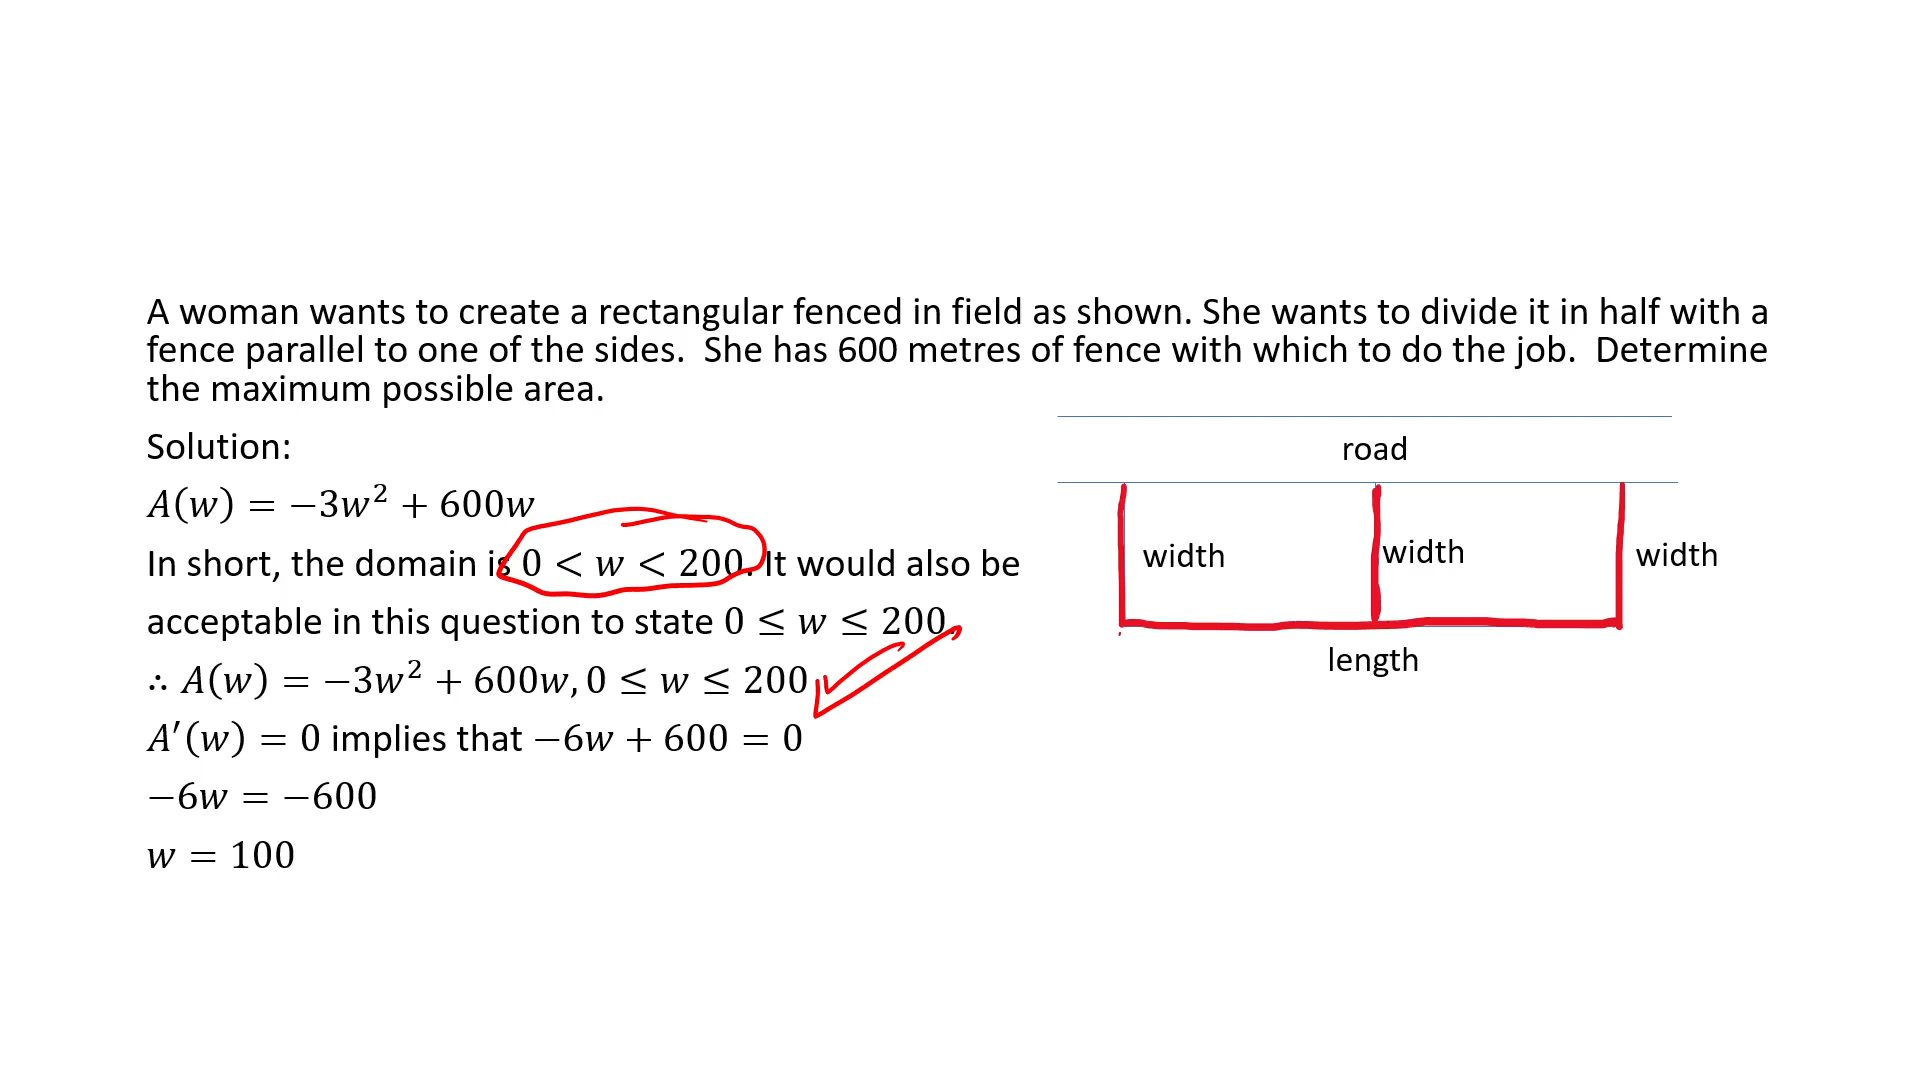 A woman wants to create a rectangular fenced in field as shown. She wants to divide it in half with a
fence parallel to one of the sides.  She has 600 metres of fence with which to do the job.  Determine
the maximum possible area.
Solution:
A(w) = −3w² + 600w
In short, the domain is 0 < w < 200. It would also be
acceptable in this question to state 0 ≤ w ≤ 200.
∴ A(w) = −3w² + 600w, 0 ≤ w ≤ 200
A′(w) = 0 implies that −6w + 600 = 0
−6w = −600
w = 100
road
width
width
width
length